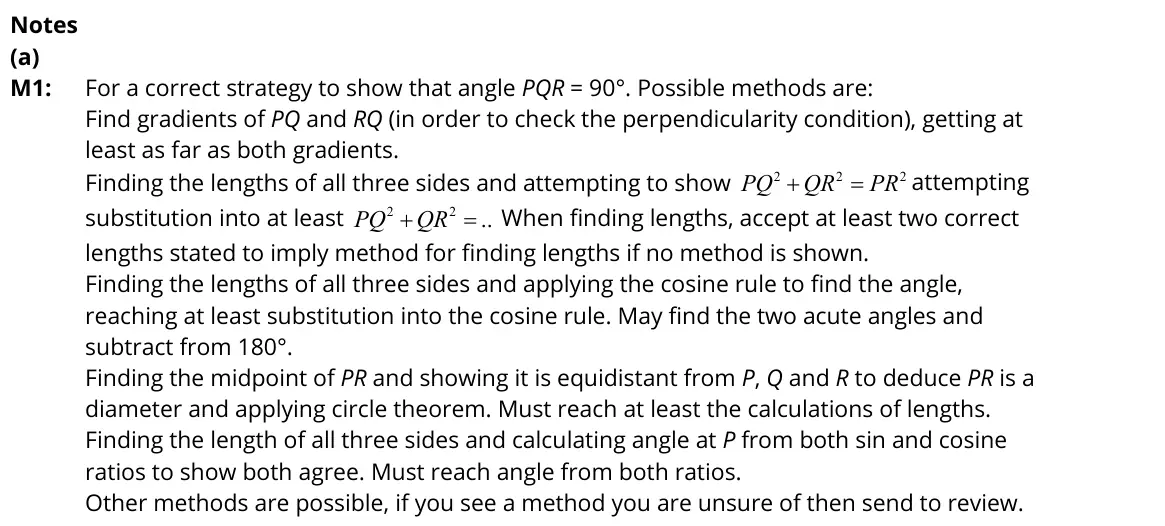 Notes
(a)
M1: For a correct strategy to show that angle PQR = 90°. Possible methods are:
Find gradients of PQ and RQ (in order to check the perpendicularity condition), getting at
least as far as both gradients.
Finding the lengths of all three sides and attempting to show PQ² + QR² = PR² attempting
substitution into at least PQ² + QR² = .. When finding lengths, accept at least two correct
lengths stated to imply method for finding lengths if no method is shown.
Finding the lengths of all three sides and applying the cosine rule to find the angle,
reaching at least substitution into the cosine rule. May find the two acute angles and
subtract from 180°.
Finding the midpoint of PR and showing it is equidistant from P, Q and R to deduce PR is a
diameter and applying circle theorem. Must reach at least the calculations of lengths.
Finding the length of all three sides and calculating angle at P from both sin and cosine
ratios to show both agree. Must reach angle from both ratios.
Other methods are possible, if you see a method you are unsure of then send to review.